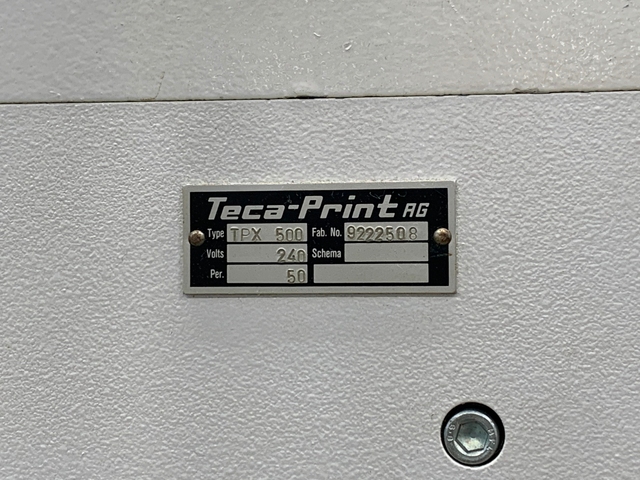 Teca-Print AG
Type TPX 500 Fab. No. 9222508
Volts 240 Schema
Per. 50